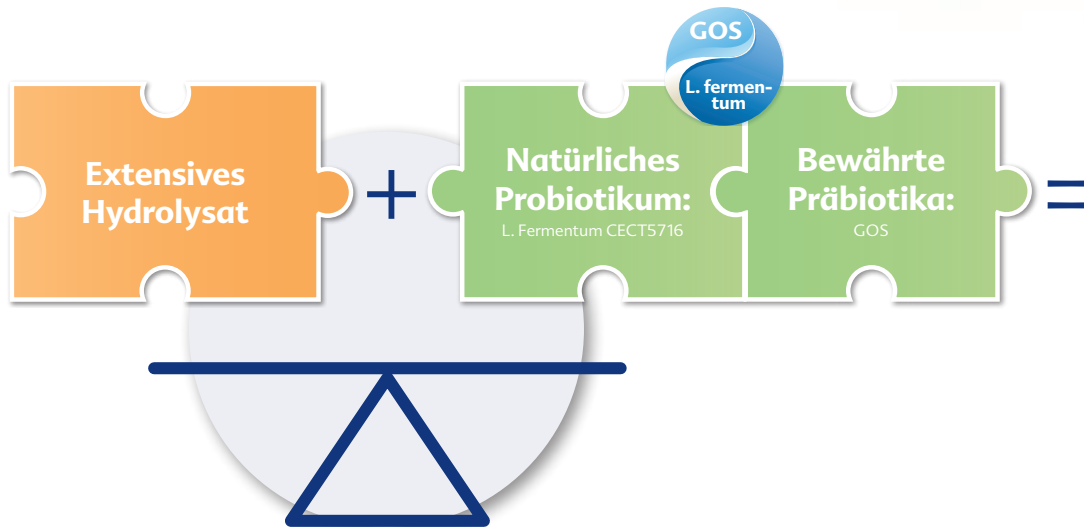 GOS
L. fermen-
tum
Extensives
Hydrolysat
+
Natürliches
Probiotikum:
L. Fermentum CECT5716
Bewährte
Präbiotika:
GOS
=